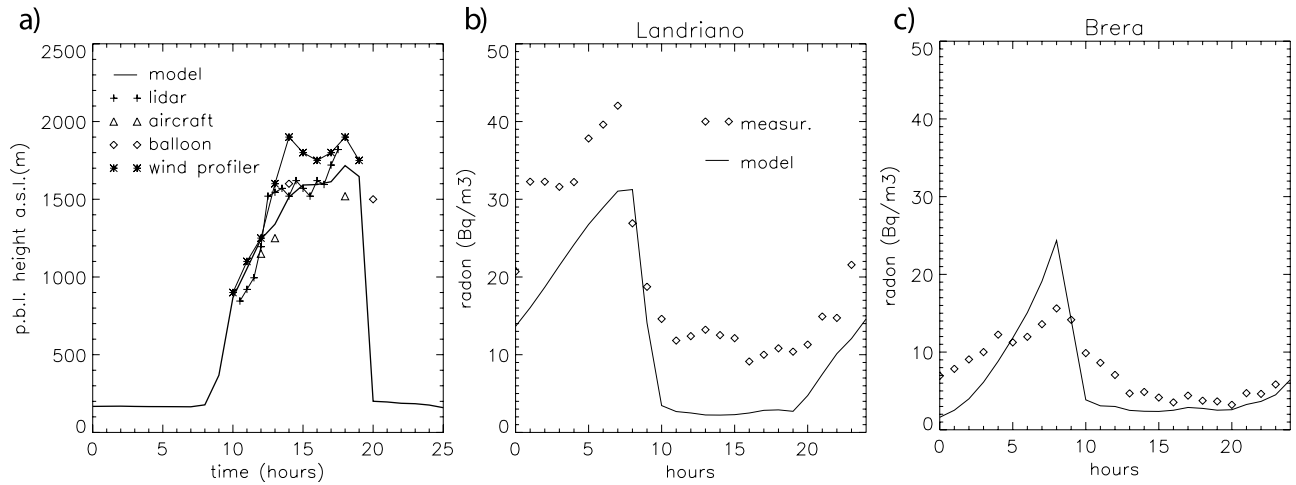 a)
2500
2000
1500
1000
500
0
p.b.l. height a.s.l.(m)
model
lidar
aircraft
balloon
wind profiler
0 5 10 15 20 25
time (hours)
b)
Landriano
50
40
30
20
10
0
radon (Bq/m3)
measur.
model
0 5 10 15 20
hours
c)
Brera
50
40
30
20
10
0
radon (Bq/m3)
0 5 10 15 20
hours